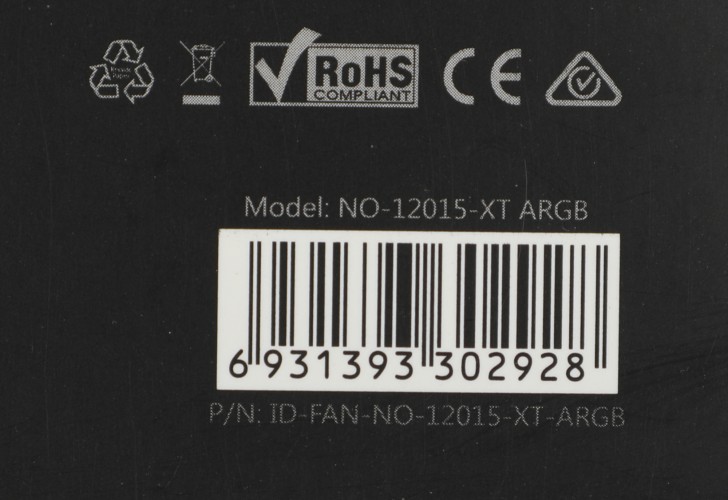 RoHS
COMPLIANT
CE
Model: NO-12015-XT ARGB
6 931393 302928
P/N: ID-FAN-NO-12015-XT-ARGB